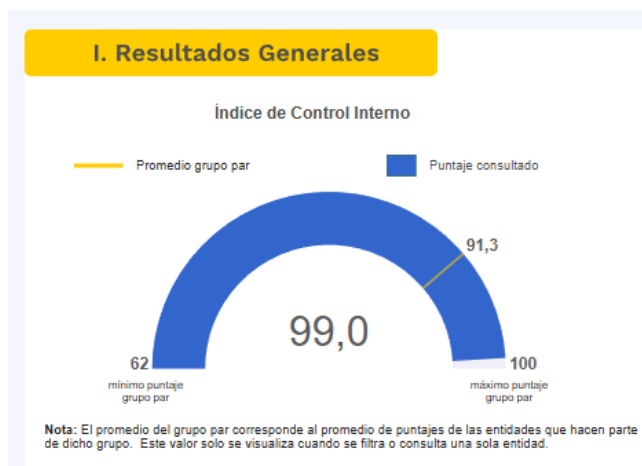 I. Resultados Generales
Índice de Control Interno
Promedio grupo par
Puntaje consultado
91,3
99,0
62
100
mínimo puntaje
grupo par
máximo puntaje
grupo par
Nota: El promedio del grupo par corresponde al promedio de puntajes de las entidades que hacen parte
de dicho grupo. Este valor solo se visualiza cuando se filtra o consulta una sola entidad.